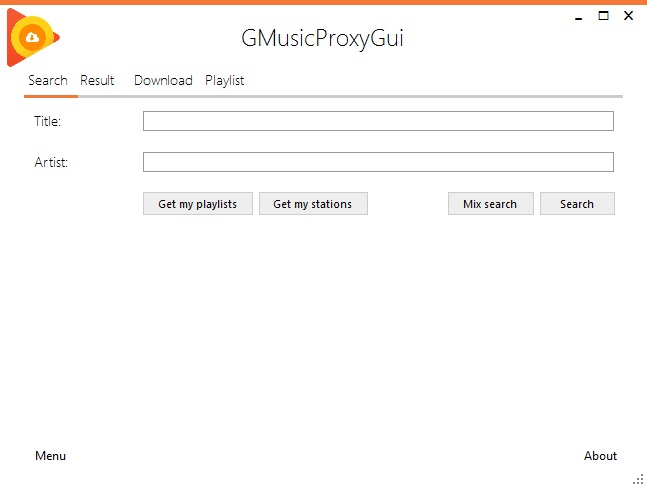 GMusicProxyGui
Search Result Download Playlist
Title:
Artist:
Get my playlists Get my stations Mix search Search
Menu About